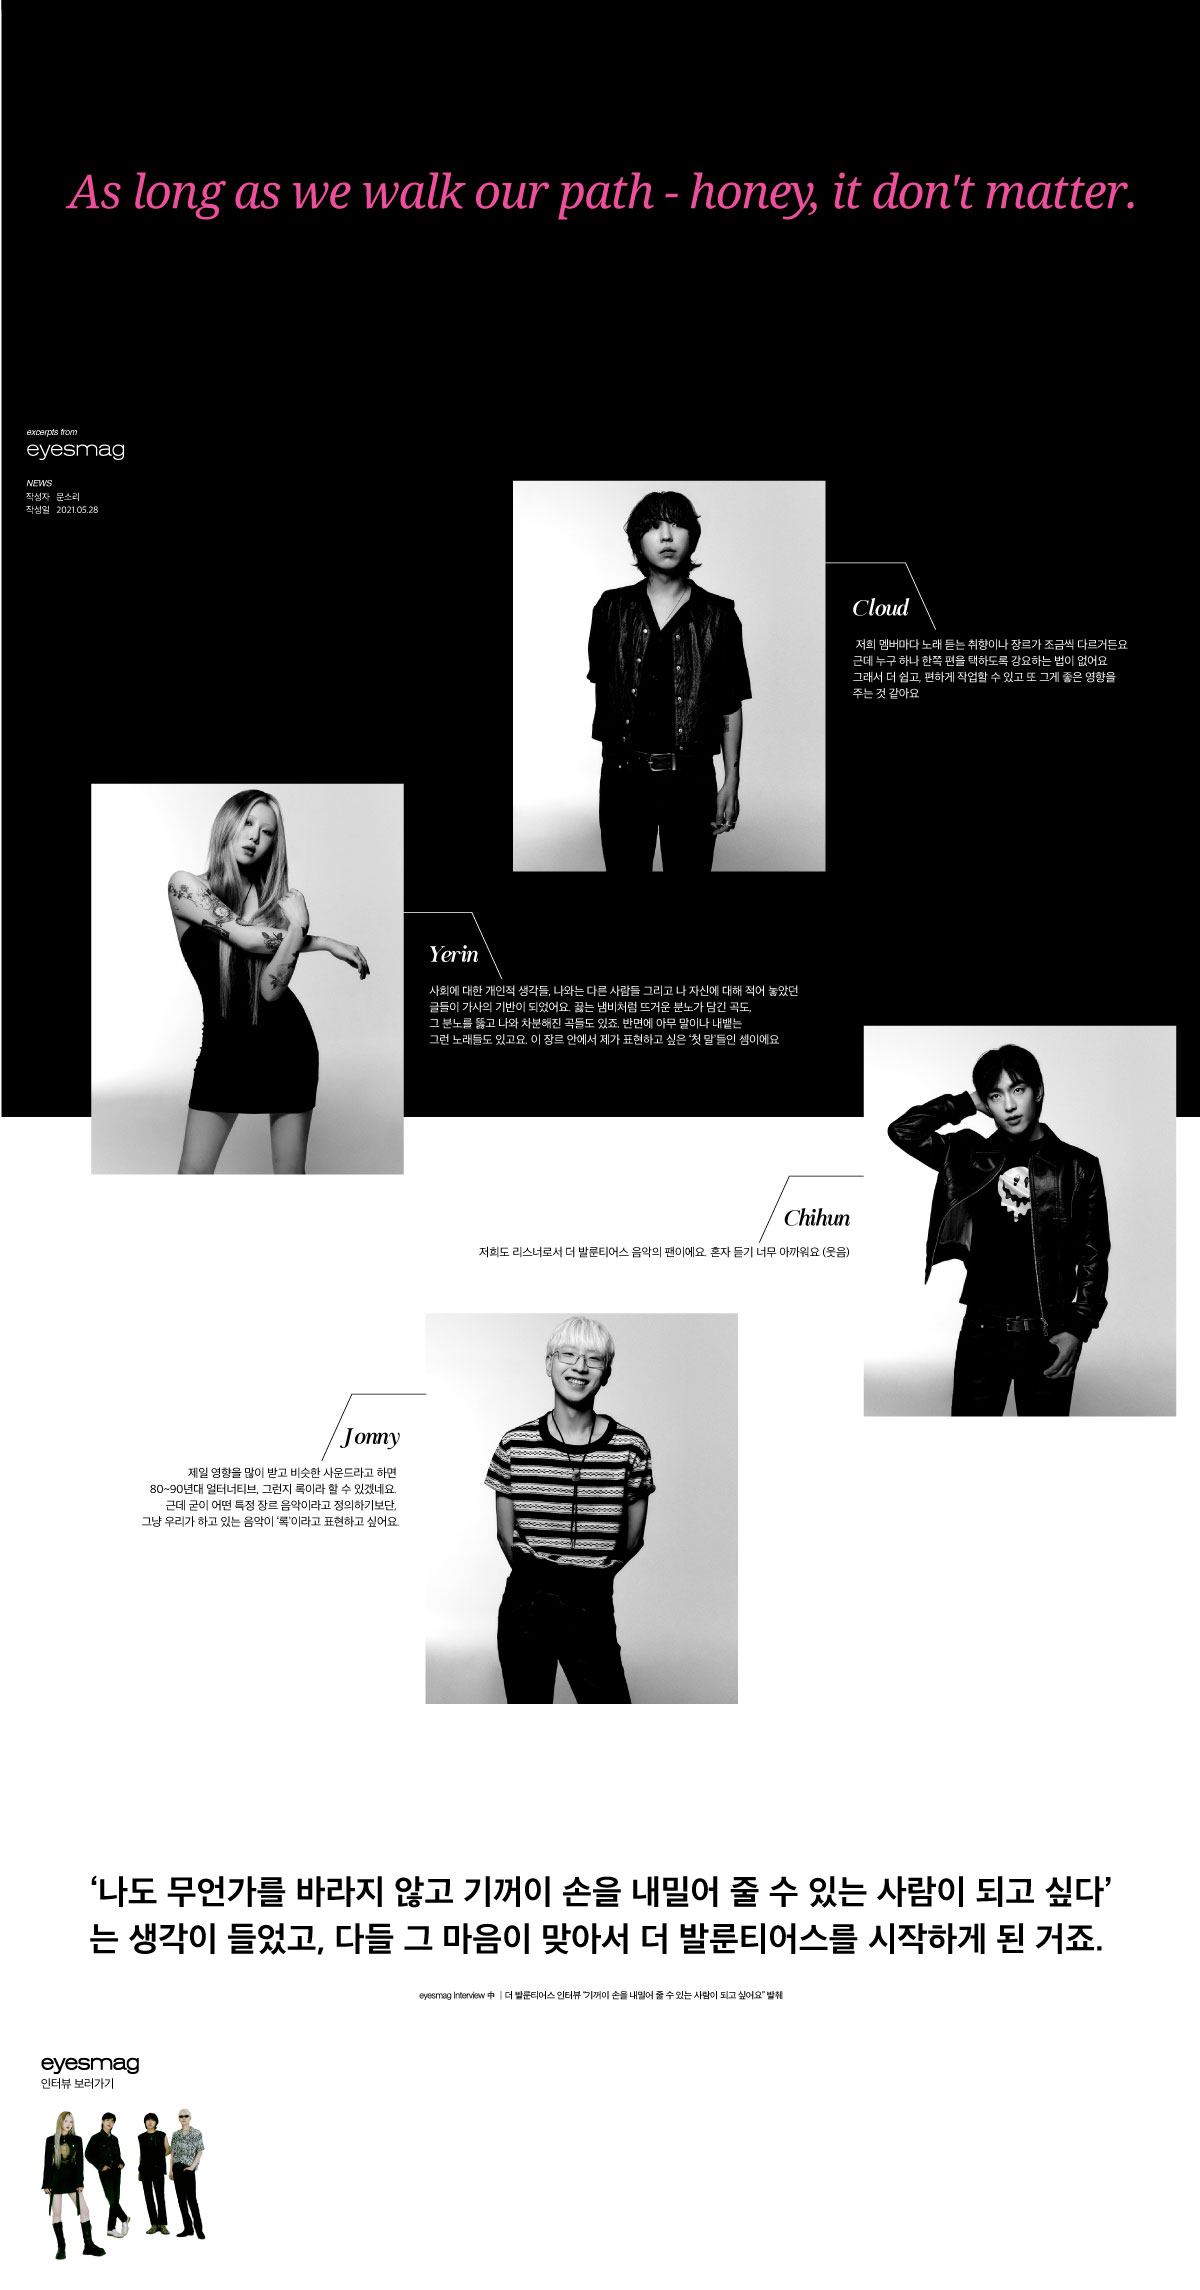 As long as we walk our path - honey, it don't matter.
excerpts from
eyesmag
NEWS
작성자 문소리
작성일 2021.05.28
Cloud
저희 멤버마다 노래 듣는 취향이나 장르가 조금씩 다르거든요
근데 누구 하나 한쪽 편을 택하도록 강요하는 법이 없어요
그래서 더 쉽고, 편하게 작업할 수 있고 또 그게 좋은 영향을
주는 것 같아요
Yerin
사회에 대한 개인적 생각들, 나와는 다른 사람들 그리고 나 자신에 대해 적어 놓았던
글들이 가사의 기반이 되었어요. 끓는 냄비처럼 뜨거운 분노가 담긴 곡도,
그 분노를 뚫고 나와 차분해진 곡들도 있죠. 반면에 아무 말이나 내뱉는
그런 노래들도 있고요. 이 장르 안에서 제가 표현하고 싶은 ‘첫 말’들인 셈이에요
Chihun
저희도 리스너로서 더 발룬티어스 음악의 팬이에요. 혼자 듣기 너무 아까워요 (웃음)
Jonny
제일 영향을 많이 받고 비슷한 사운드라고 하면
80~90년대 얼터너티브, 그런지 록이라 할 수 있겠네요.
근데 굳이 어떤 특정 장르 음악이라고 정의하기보단,
그냥 우리가 하고 있는 음악이 ‘록’이라고 표현하고 싶어요.
‘나도 무언가를 바라지 않고 기꺼이 손을 내밀어 줄 수 있는 사람이 되고 싶다’
는 생각이 들었고, 다들 그 마음이 맞아서 더 발룬티어스를 시작하게 된 거죠.
eyesmag Interview 中 | 더 발룬티어스 인터뷰 “기꺼이 손을 내밀어 줄 수 있는 사람이 되고 싶어요” 발췌
eyesmag
인터뷰 보러가기